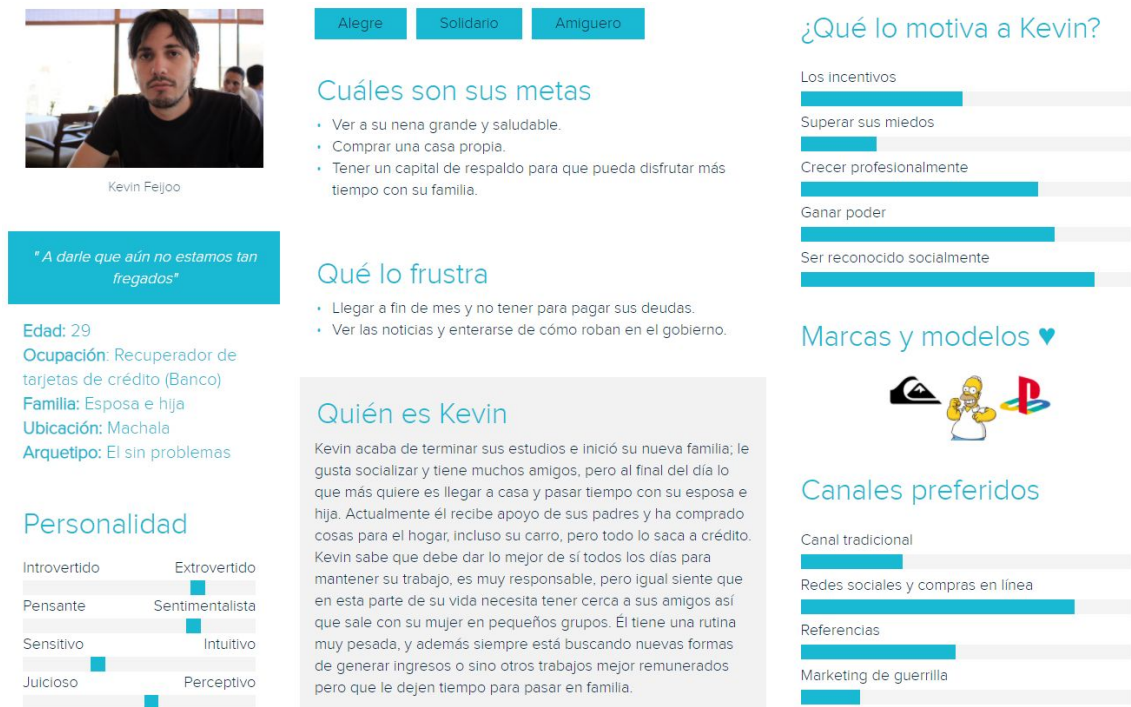 Kevin Feijoo
" A darle que aún no estamos tan
fregados"
Edad: 29
Ocupación: Recuperador de
tarjetas de crédito (Banco)
Familia: Esposa e hija
Ubicación: Machala
Arquetipo: El sin problemas
Personalidad
Introvertido Extrovertido
Pensante Sentimentalista
Sensitivo Intuitivo
Juicioso Perceptivo
Alegre Solidario Amiguero
Cuáles son sus metas
• Ver a su nena grande y saludable.
• Comprar una casa propia.
• Tener un capital de respaldo para que pueda disfrutar más
tiempo con su familia.
Qué lo frustra
• Llegar a fin de mes y no tener para pagar sus deudas.
• Ver las noticias y enterarse de cómo roban en el gobierno.
Quién es Kevin
Kevin acaba de terminar sus estudios e inició su nueva familia; le
gusta socializar y tiene muchos amigos, pero al final del día lo
que más quiere es llegar a casa y pasar tiempo con su esposa e
hija. Actualmente él recibe apoyo de sus padres y ha comprado
cosas para el hogar, incluso su carro, pero todo lo saca a crédito.
Kevin sabe que debe dar lo mejor de sí todos los días para
mantener su trabajo, es muy responsable, pero igual siente que
en esta parte de su vida necesita tener cerca a sus amigos así
que sale con su mujer en pequeños grupos. Él tiene una rutina
muy pesada, y además siempre está buscando nuevas formas
de generar ingresos o sino otros trabajos mejor remunerados
pero que le dejen tiempo para pasar en familia.
¿Qué lo motiva a Kevin?
Los incentivos
Superar sus miedos
Crecer profesionalmente
Ganar poder
Ser reconocido socialmente
Marcas y modelos ♥
Canales preferidos
Canal tradicional
Redes sociales y compras en línea
Referencias
Marketing de guerrilla